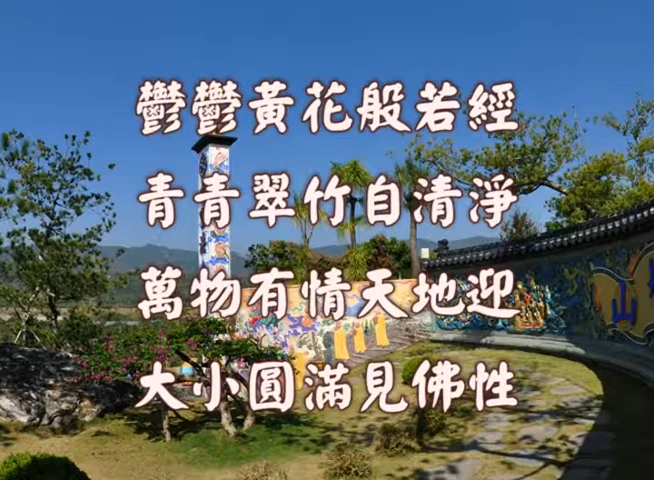 鬱鬱黃花般若經
青青翠竹自清淨
萬物有情天地迎
大小圓滿見佛性
山